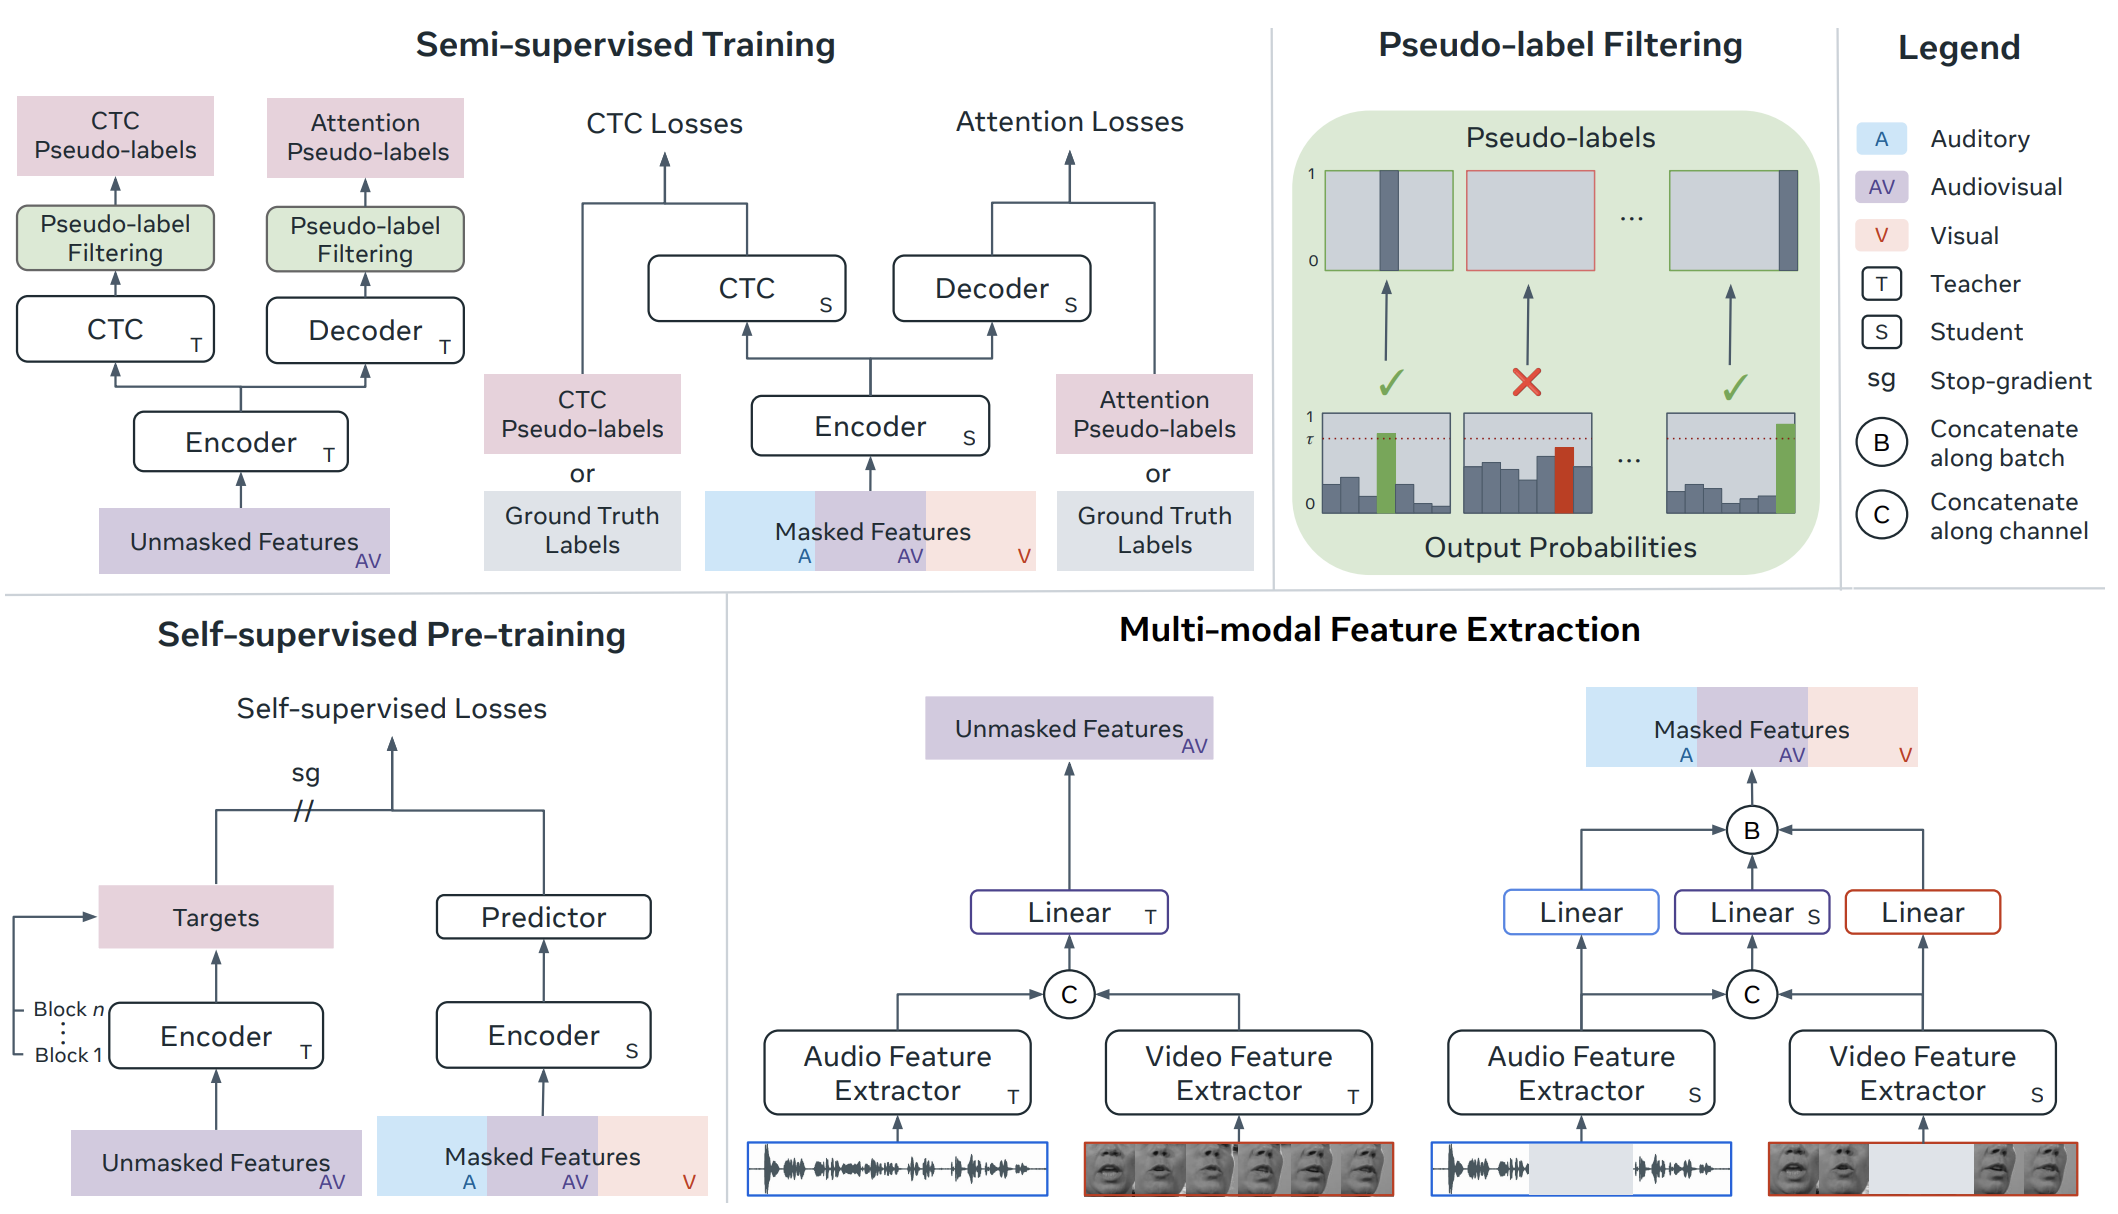 Semi-supervised Training
CTC
Pseudo-labels
Attention
Pseudo-labels
Pseudo-label
Filtering
Pseudo-label
Filtering
CTC T
Decoder T
Encoder T
Unmasked Features AV
CTC Losses
Attention Losses
CTC S
Decoder S
CTC
Pseudo-labels
or
Ground Truth
Labels
Encoder S
Masked Features
A AV V
Attention
Pseudo-labels
or
Ground Truth
Labels
Pseudo-label Filtering
Pseudo-labels
1
0
...
1
τ
0
...
Output Probabilities
Legend
A Auditory
AV Audiovisual
V Visual
T Teacher
S Student
sg Stop-gradient
B Concatenate
along batch
C Concatenate
along channel
Self-supervised Pre-training
Self-supervised Losses
sg
//
Targets
Predictor
Block n
Block 1
Encoder T
Encoder S
Unmasked Features AV
Masked Features
A AV V
Multi-modal Feature Extraction
Unmasked Features AV
Linear T
C
Audio Feature
Extractor T
Video Feature
Extractor T
Masked Features
A AV V
B
Linear
Linear S
Linear
C
Audio Feature
Extractor S
Video Feature
Extractor S